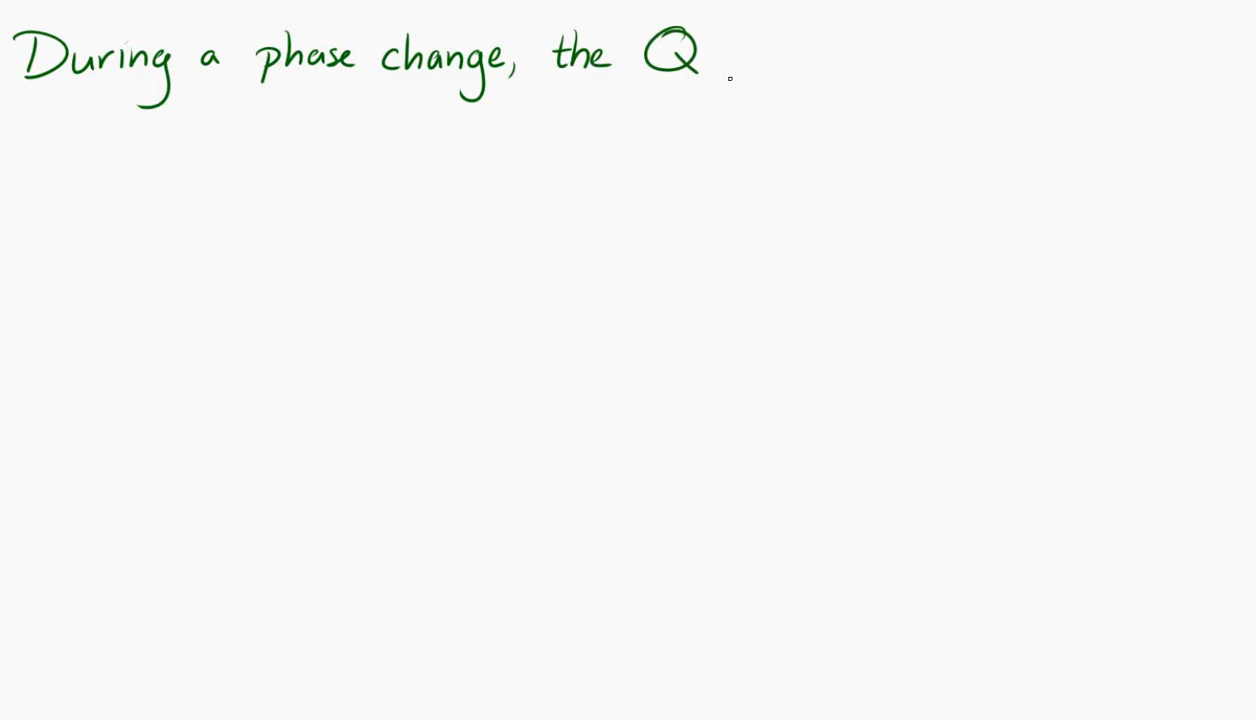 During a phase change, the Q